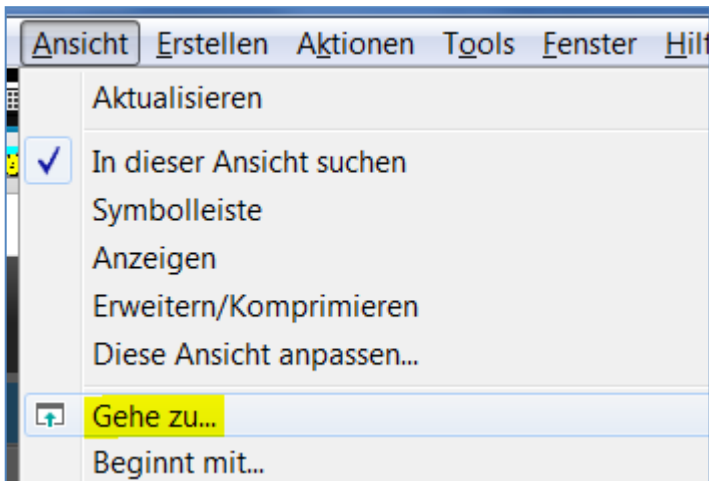 Ansicht Erstellen Aktionen Tools Fenster
Aktualisieren
In dieser Ansicht suchen
Symbolleiste
Anzeigen
Erweitern/Komprimieren
Diese Ansicht anpassen...
Gehe zu...
Beginnt mit...